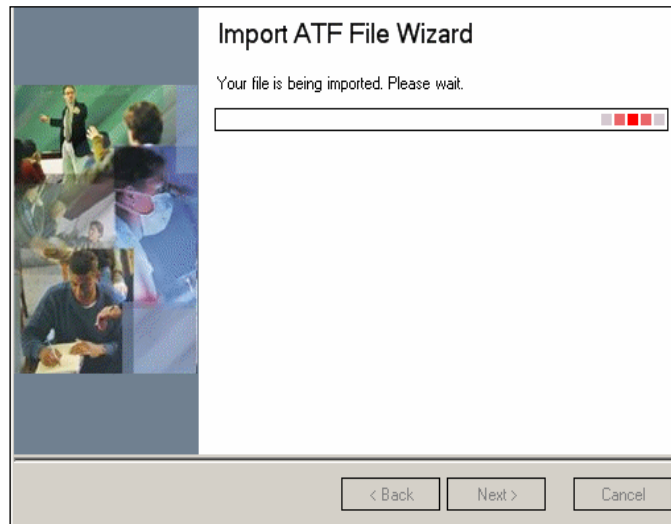 Import ATF File Wizard
Your file is being imported. Please wait.
< Back Next > Cancel